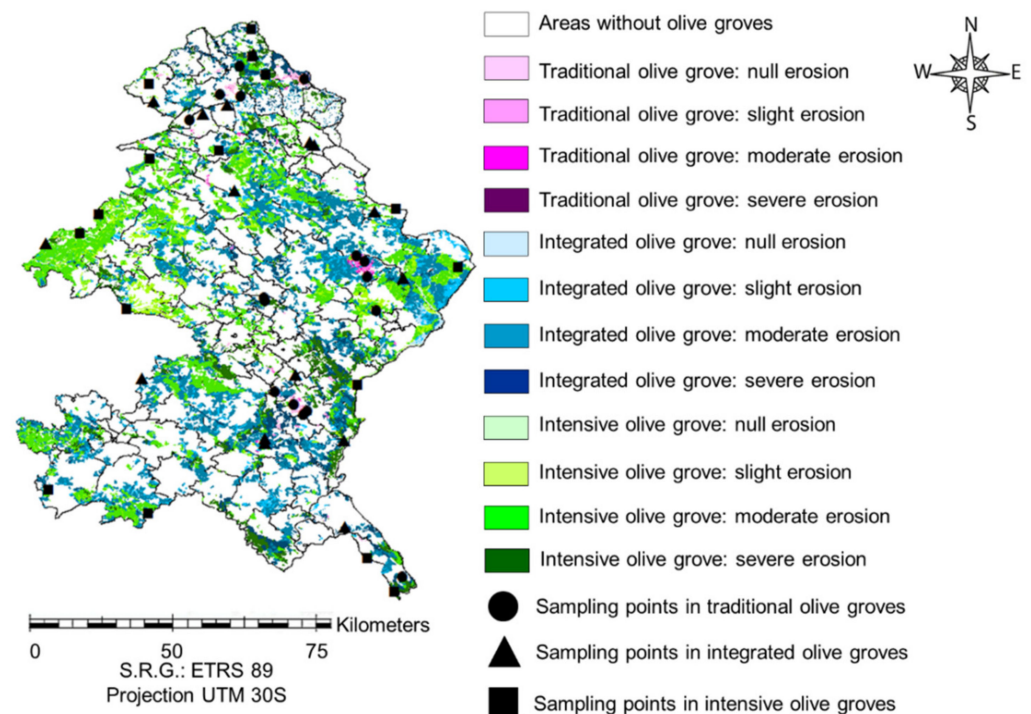 Areas without olive groves
Traditional olive grove: null erosion
Traditional olive grove: slight erosion
Traditional olive grove: moderate erosion
Traditional olive grove: severe erosion
Integrated olive grove: null erosion
Integrated olive grove: slight erosion
Integrated olive grove: moderate erosion
Integrated olive grove: severe erosion
Intensive olive grove: null erosion
Intensive olive grove: slight erosion
Intensive olive grove: moderate erosion
Intensive olive grove: severe erosion
Sampling points in traditional olive groves
Sampling points in integrated olive groves
Sampling points in intensive olive groves
N
W E
S
Kilometers
0 50 75
S.R.G.: ETRS 89
Projection UTM 30S